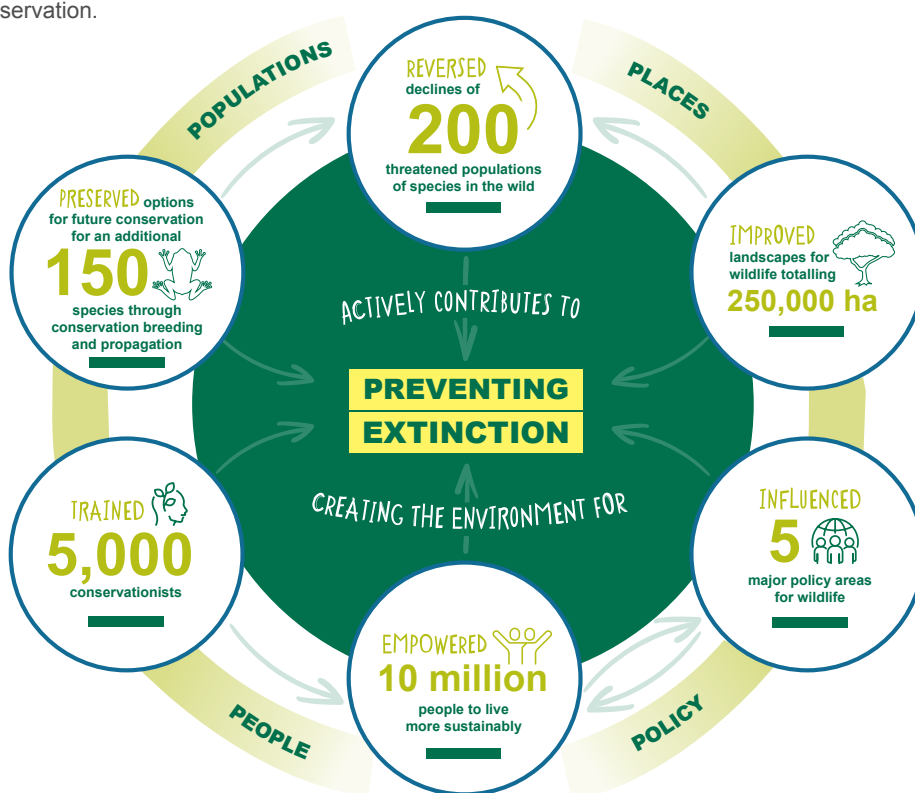 servation.
POPULATIONS
PLACES
REVERSED
declines of
200
threatened populations
of species in the wild
PRESERVED options
for future conservation
for an additional
150
species through
conservation breeding
and propagation
IMPROVED
landscapes for
wildlife totalling
250,000 ha
ACTIVELY CONTRIBUTES TO
PREVENTING
EXTINCTION
CREATING THE ENVIRONMENT FOR
TRAINED
5,000
conservationists
INFLUENCED
5
major policy areas
for wildlife
EMPOWERED
10 million
people to live
more sustainably
PEOPLE
POLICY